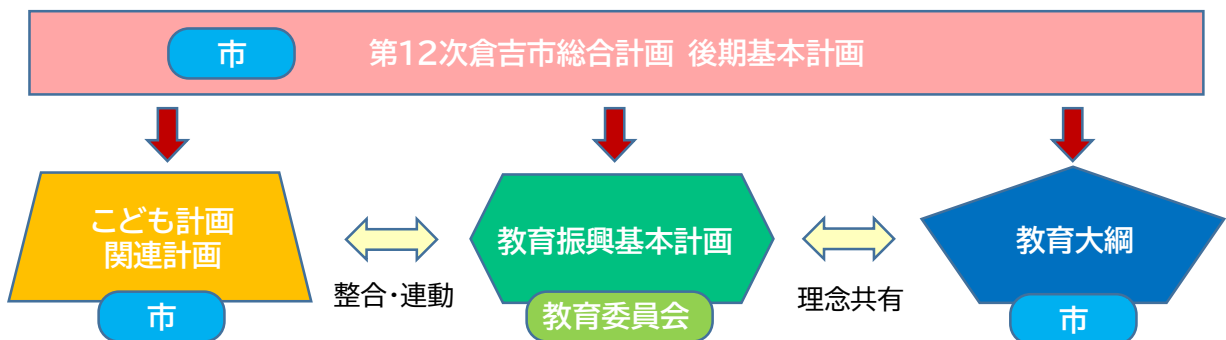 市
第12次倉吉市総合計画 後期基本計画
こども計画
関連計画
市
整合・連動
教育振興基本計画
教育委員会
理念共有
教育大綱
市